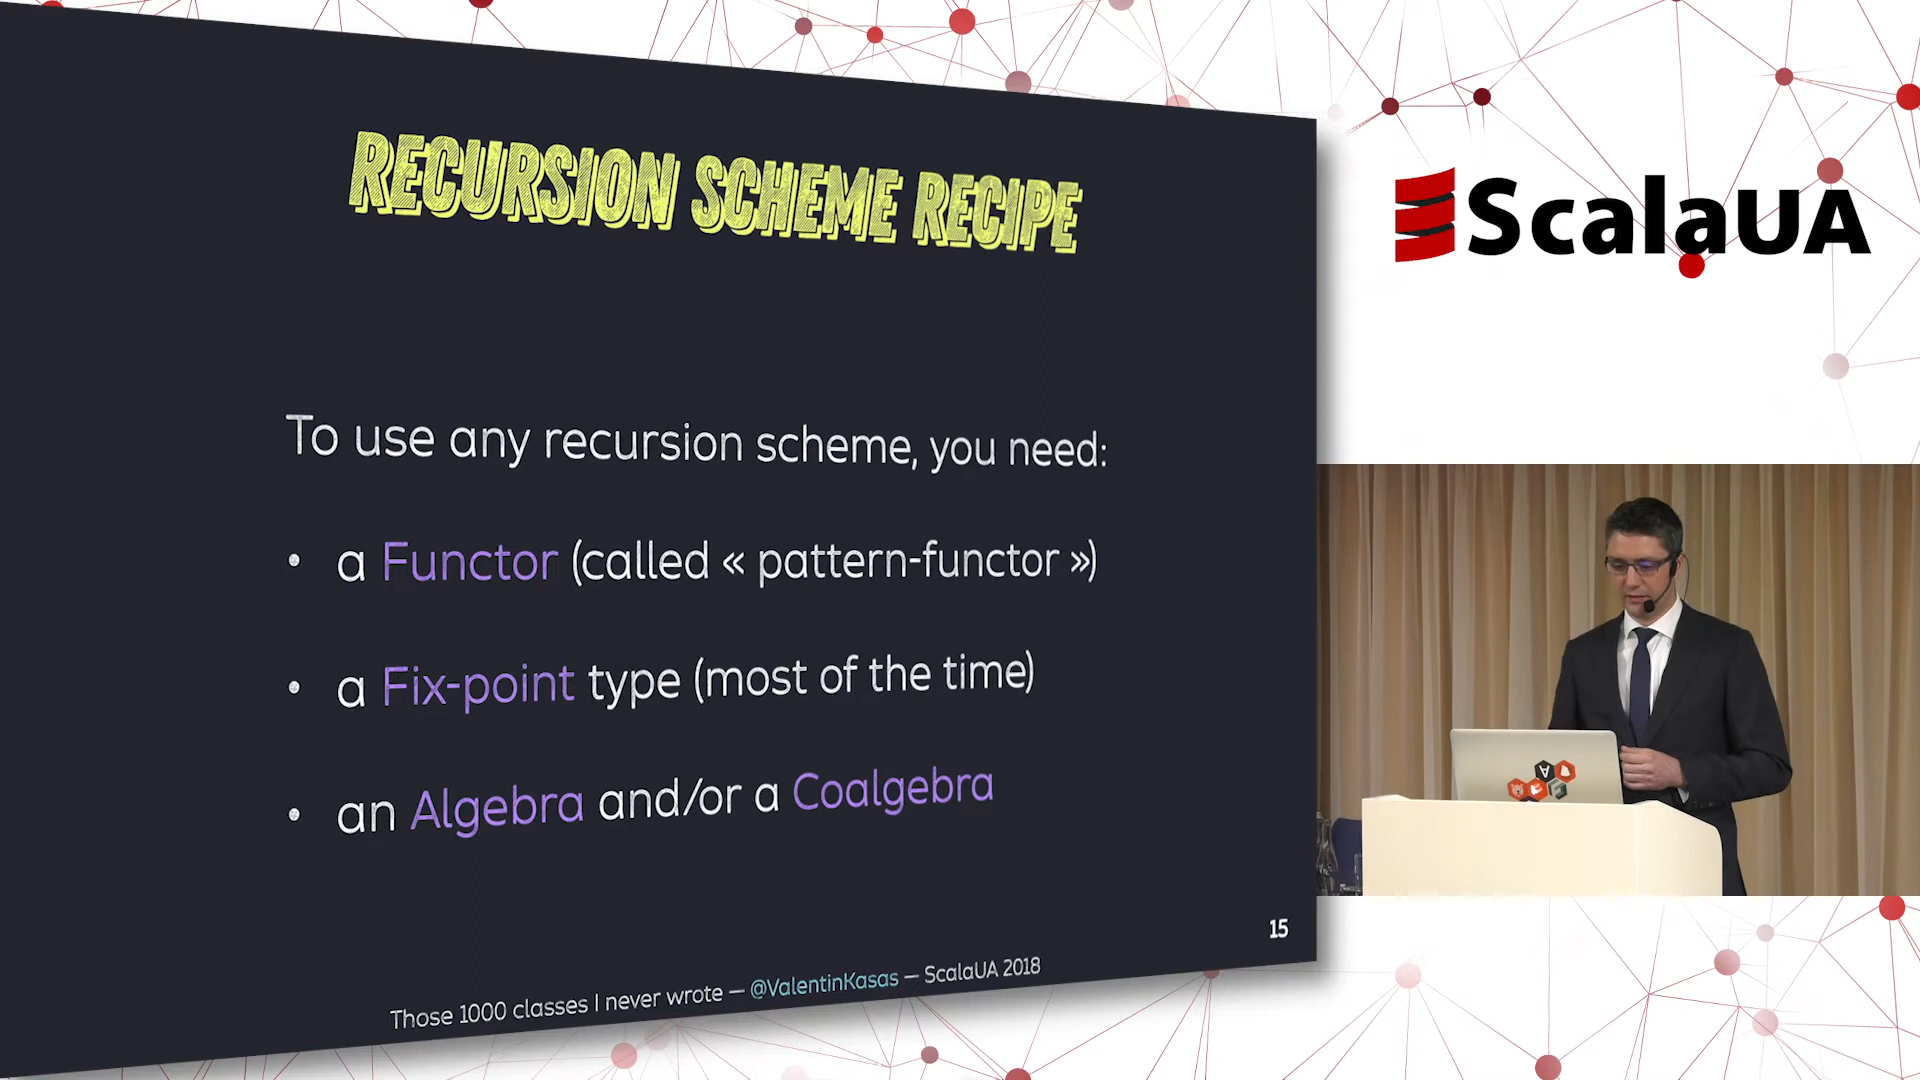 RECURSION SCHEME RECIPE
To use any recursion scheme, you need:
• a Functor (called « pattern-functor »)
• a Fix-point type (most of the time)
• an Algebra and/or a Coalgebra
15
Those 1000 classes I never wrote — @ValentinKasas — ScalaUA 2018
ScalaUA